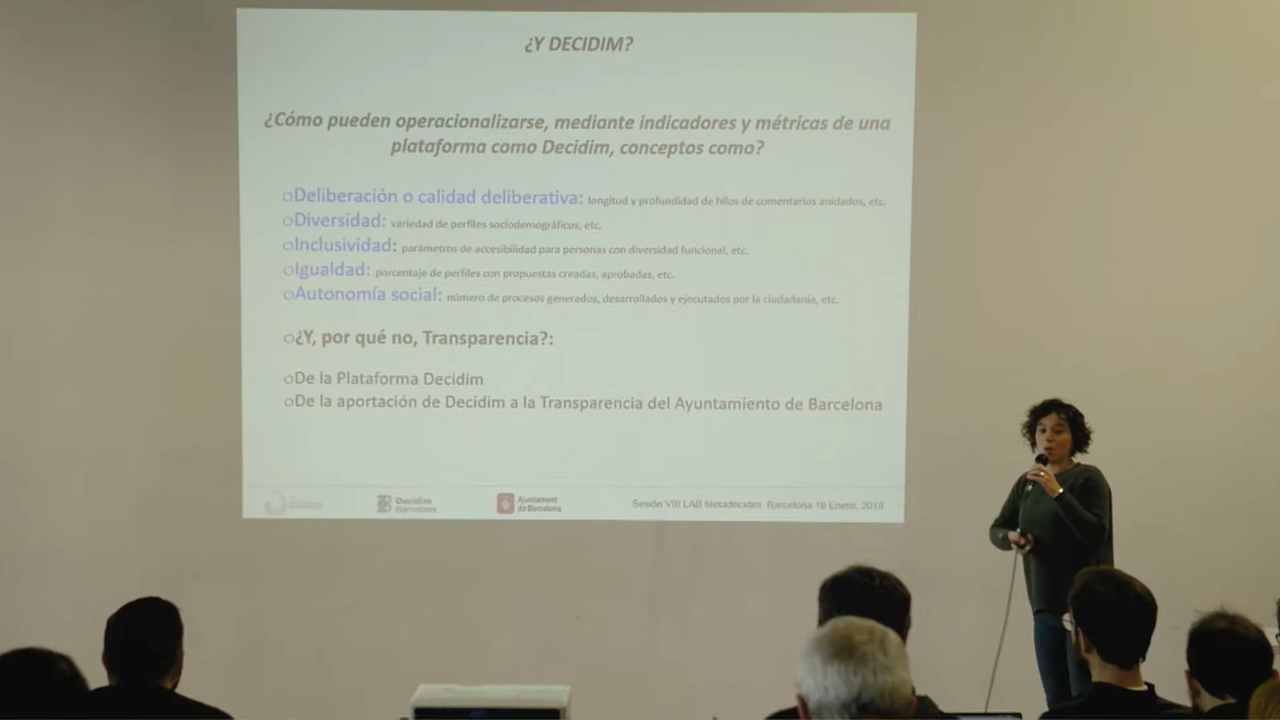 ¿Y DECIDIM?
¿Cómo pueden operacionalizarse, mediante indicadores y métricas de una
plataforma como Decidim, conceptos como?
○Deliberación o calidad deliberativa: longitud y profundidad de hilos de comentarios anidados, etc.
○Diversidad: variedad de perfiles sociodemográficos, etc.
○Inclusividad: parámetros de accesibilidad para personas con diversidad funcional, etc.
○Igualdad: porcentaje de perfiles con propuestas creadas, aprobadas, etc.
○Autonomía social: número de procesos generados, desarrollados y ejecutados por la ciudadanía, etc.
○¿Y, por qué no, Transparencia?:
○De la Plataforma Decidim
○De la aportación de Decidim a la Transparencia del Ayuntamiento de Barcelona
Decidim
Barcelona
Ajuntament
de Barcelona
Sesión VIII LAB Metadecidim. Barcelona 19 Enero, 2018